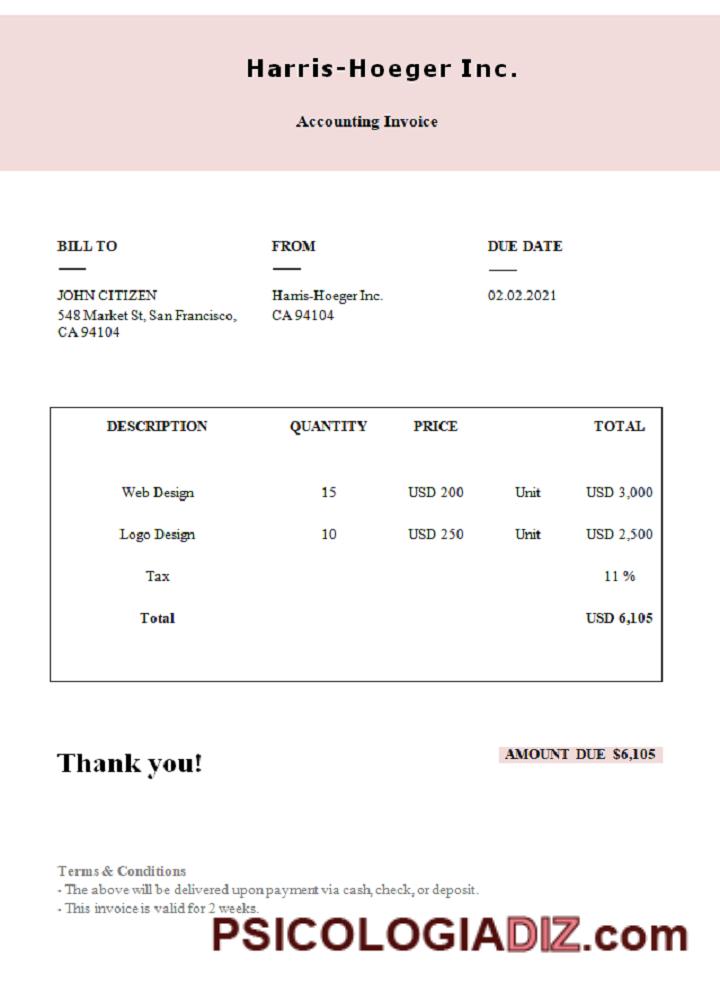 Harris-Hoeger Inc.
Accounting Invoice
BILL TO
JOHN CITIZEN
548 Market St, San Francisco,
CA 94104
FROM
Harris-Hoeger Inc.
CA 94104
DUE DATE
02.02.2021
DESCRIPTION QUANTITY PRICE TOTAL
Web Design 15 USD 200 Unit USD 3,000
Logo Design 10 USD 250 Unit USD 2,500
Tax 11 %
Total USD 6,105
Thank you!
AMOUNT DUE $6,105
Terms & Conditions
- The above will be delivered upon payment via cash, check, or deposit.
- This invoice is valid for 2 weeks.
PSICOLOGIADIZ.com